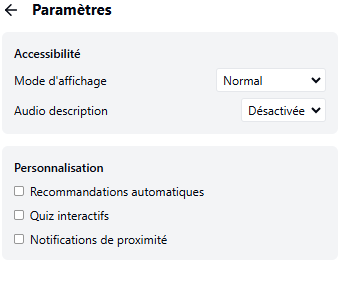 Paramètres
Accessibilité
Mode d'affichage Normal
Audio description Désactivée
Personnalisation
Recommandations automatiques
Quiz interactifs
Notifications de proximité